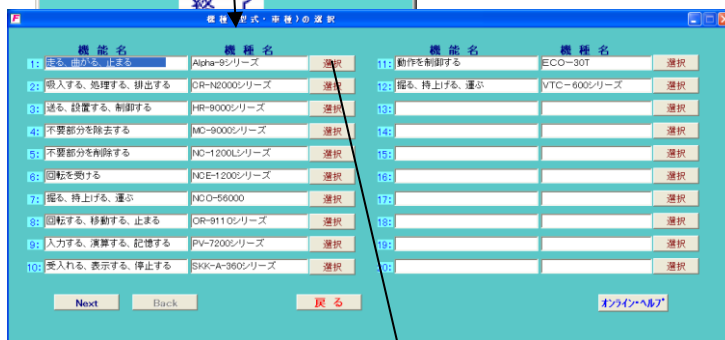 終了
機種(型式・車種)の選択
機能名 機種名 機能名 機種名
1: 走る、曲がる、止まる Alpha-9シリーズ 選択 11: 動作を制御する ECO-30T 選択
2: 吸入する、処理する、排出する CR-N2000シリーズ 選択 12: 掘る、持上げる、運ぶ VTC-600シリーズ 選択
3: 送る、設置する、制御する HR-9000シリーズ 選択 13: 選択
4: 不要部分を除去する MC-9000シリーズ 選択 14: 選択
5: 不要部分を削除する NC-1200Lシリーズ 選択 15: 選択
6: 回転を受ける NCE-1200シリーズ 選択 16: 選択
7: 掘る、持上げる、運ぶ NCO-56000 選択 17: 選択
8: 回転する、移動する、止まる OR-9110シリーズ 選択 18: 選択
9: 入力する、演算する、記憶する PV-7200シリーズ 選択 19: 選択
10: 受入れる、表示する、停止する SKK-A-360シリーズ 選択 20: 選択
Next Back 戻る オンライン・ヘルプ